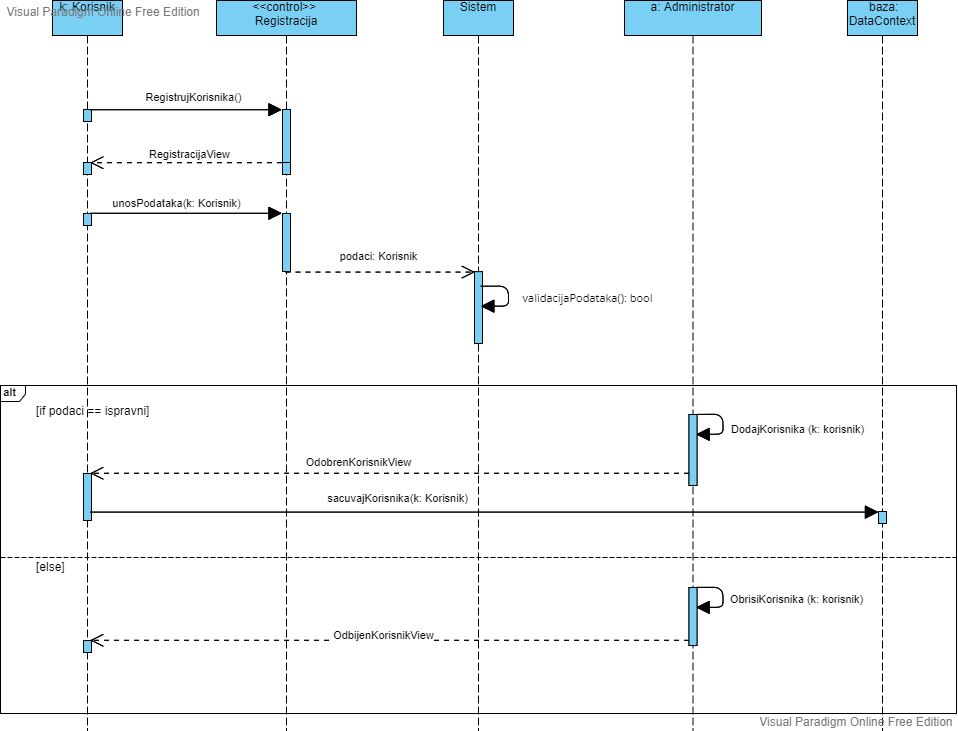 Visual Paradigm Online Free Edition
k: Korisnik
<<control>>
Registracija
Sistem
a: Administrator
baza:
DataContext
RegistrujKorisnika()
RegistracijaView
unosPodataka(k: Korisnik)
podaci: Korisnik
validacijaPodataka(): bool
alt
[if podaci == ispravni]
DodajKorisnika (k: korisnik)
OdobrenKorisnikView
sacuvajKorisnika(k: Korisnik)
[else]
ObrisiKorisnika (k: korisnik)
OdbijenKorisnikView
Visual Paradigm Online Free Edition